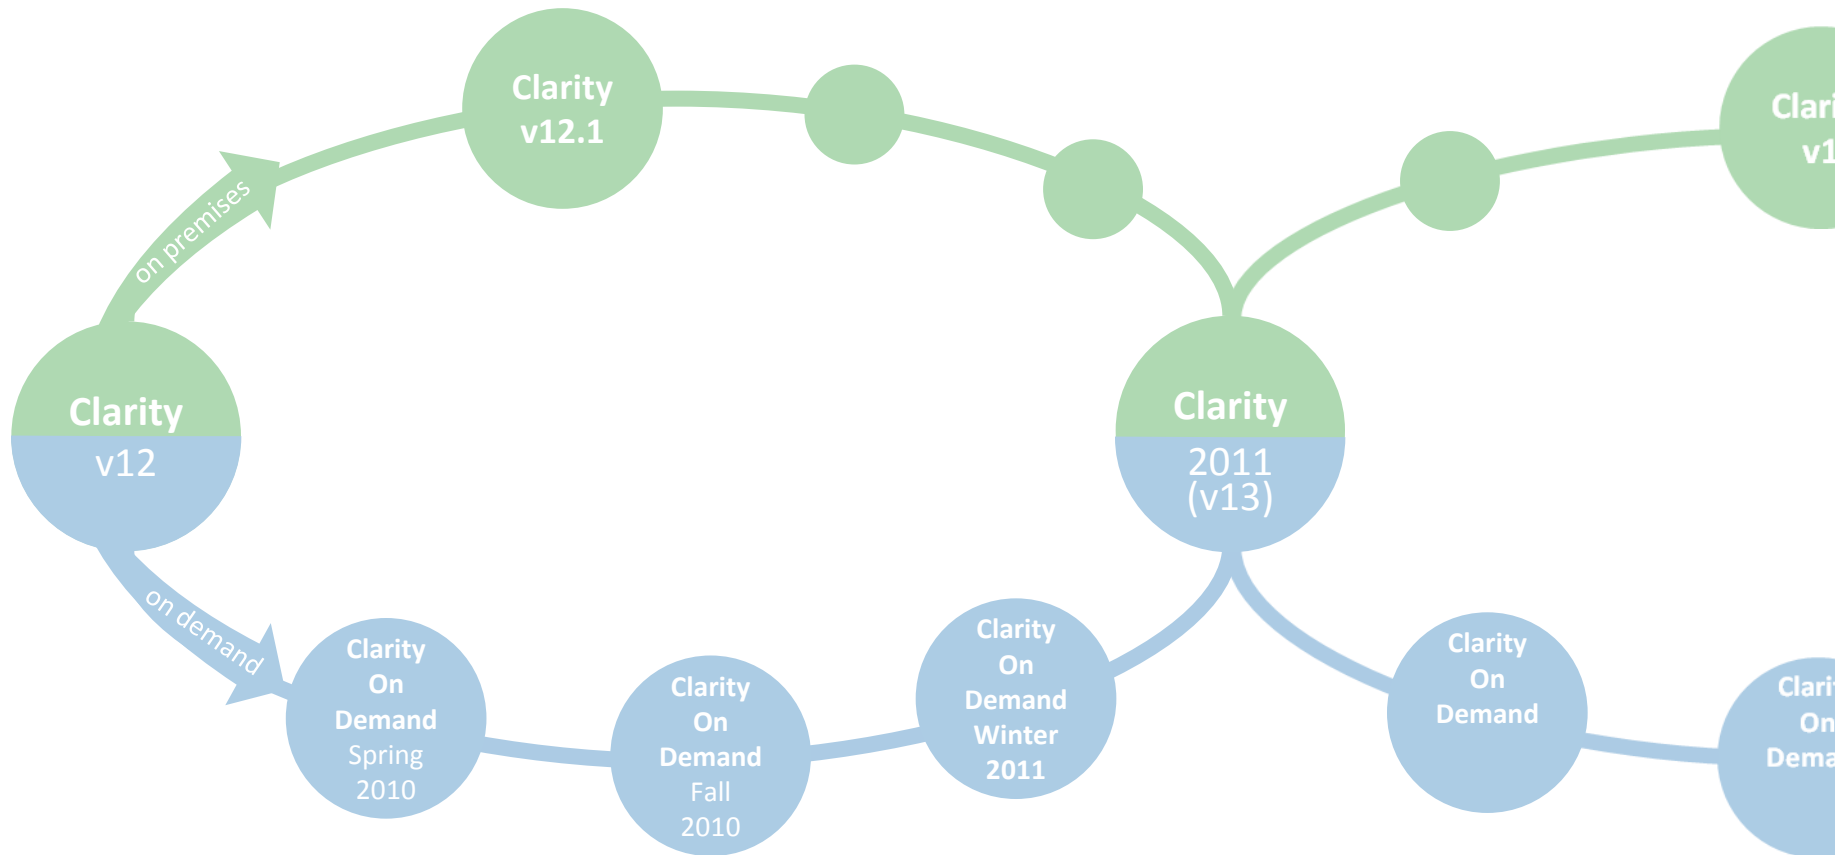 Clarity
v12.1
on premises
Clarity
v12
on demand
Clarity
On
Demand
Spring
2010
Clarity
On
Demand
Fall
2010
Clarity
On
Demand
Winter
2011
Clarity
2011
(v13)
Clarity
On
Demand
On